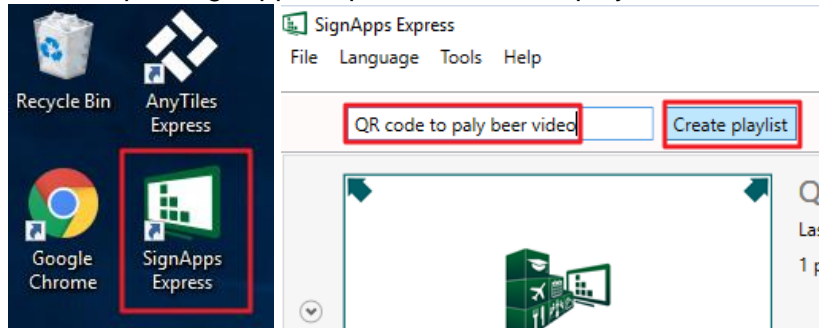 Recycle Bin
AnyTiles
Express
Google
Chrome
SignApps
Express
SignApps Express
File Language Tools Help
QR code to paly beer video
Create playlist
1